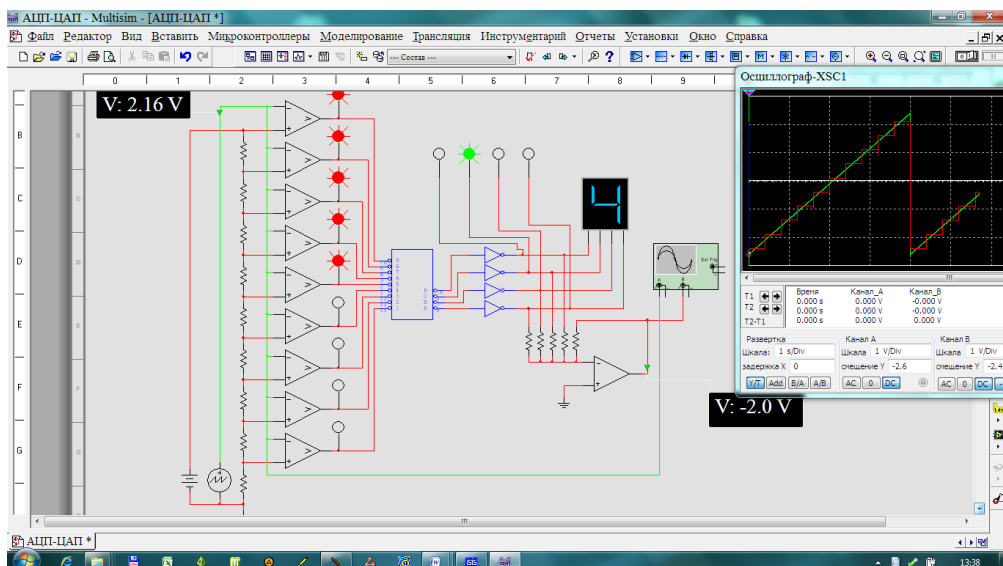 АЦП-ЦАП - Multisim - [АЦП-ЦАП *]
Файл Редактор Вид Вставить Микроконтроллеры Моделирование Трансляция Инструментарий Отчеты Установки Окно Справка
--- Состав ---
0 1 2 3 4 5 6 7 8 9
V: 2.16 V
B
C
D
E
F
G
4
V: -2.0 V
Осциллограф-XSC1
Время Канал_A Канал_B
T1 0.000 s 0.000 V -0.000 V
T2 0.000 s 0.000 V -0.000 V
T2-T1 0.000 s 0.000 V 0.000 V
Развертка Канал A Канал B
Шкала: 1 s/Div Шкала 1 V/Div Шкала 1 V/Div
задержка X 0 смещение Y -2.6 смещение Y -2.4
Y/T Add B/A A/B AC 0 DC AC 0 DC -
АЦП-ЦАП *
13:38